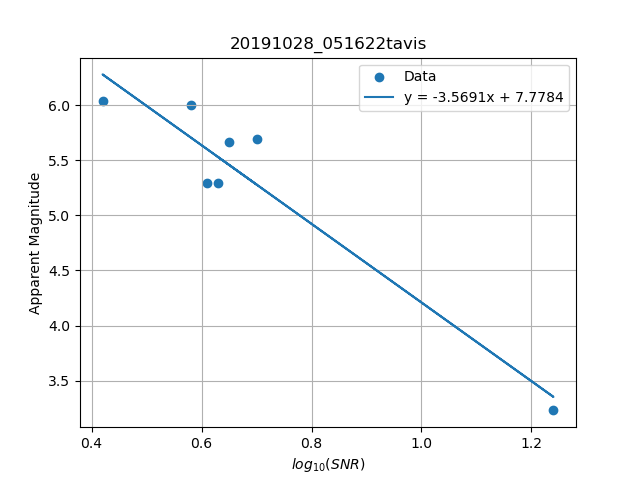 20191028_051622tavis
Data
y = -3.5691x + 7.7784
Apparent Magnitude
6.0
5.5
5.0
4.5
4.0
3.5
0.4 0.6 0.8 1.0 1.2
log₁₀(SNR)